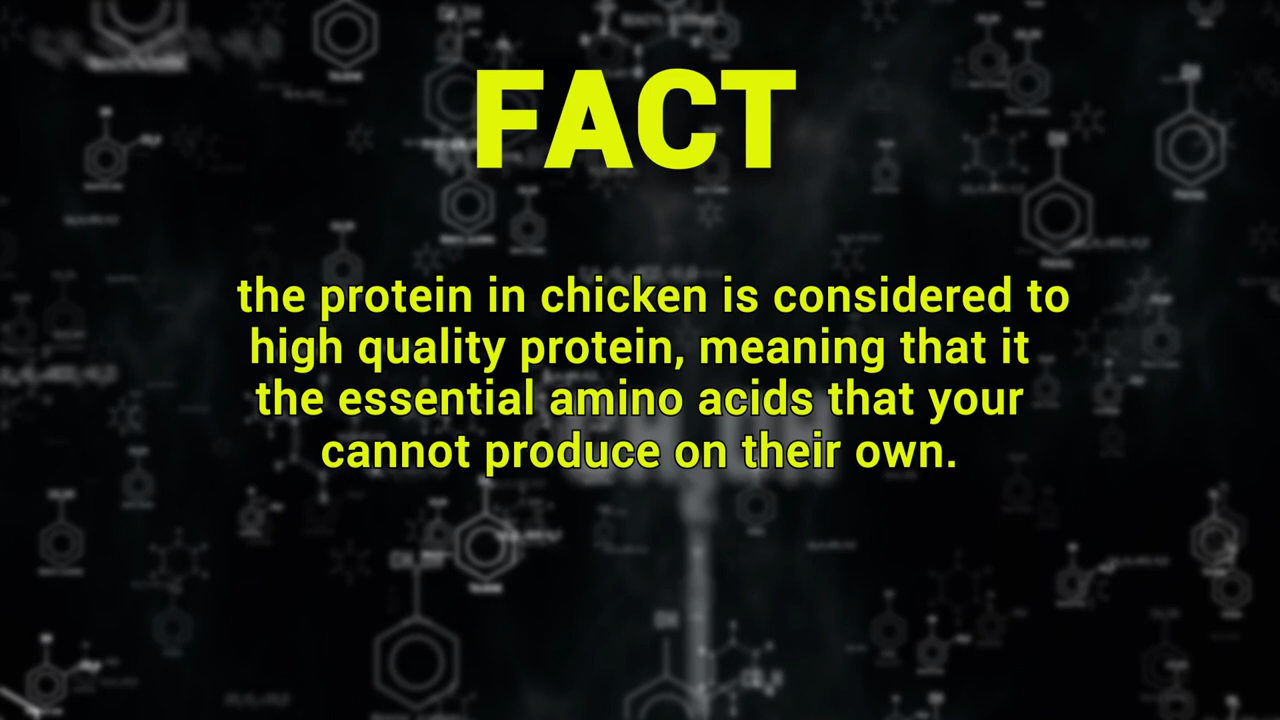 FACT
the protein in chicken is considered to
high quality protein, meaning that it
the essential amino acids that your
cannot produce on their own.